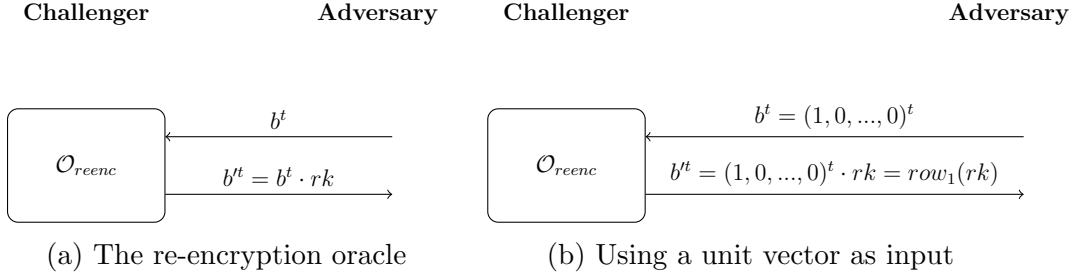 Challenger Adversary Challenger Adversary
b^t b^t = (1, 0, ..., 0)^t
O_reenc O_reenc
b'^t = b^t · rk b'^t = (1, 0, ..., 0)^t · rk = row_1(rk)
(a) The re-encryption oracle (b) Using a unit vector as input